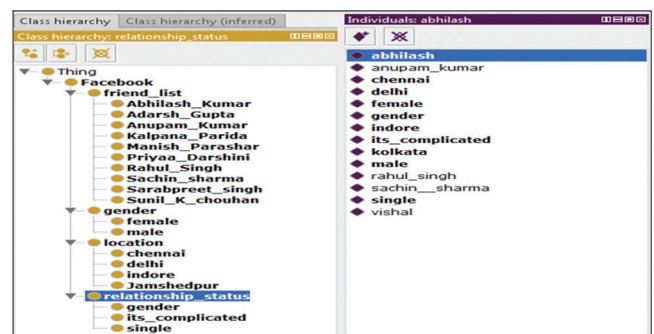 Class hierarchy Class hierarchy (inferred)
Class hierarchy: relationship_status
Thing
Facebook
friend_list
Abhilash_Kumar
Adarsh_Gupta
Anupam_Kumar
Kalpana_Parida
Manish_Parashar
Priyaa_Darshini
Rahul_Singh
Sachin_sharma
Sarabpreet_singh
Sunil_K_chouhan
gender
female
male
location
chennai
delhi
indore
Jamshedpur
relationship_status
gender
its_complicated
single
Individuals: abhilash
abhilash
anupam_kumar
chennai
delhi
female
gender
indore
its_complicated
kolkata
male
rahul_singh
sachin__sharma
single
vishal